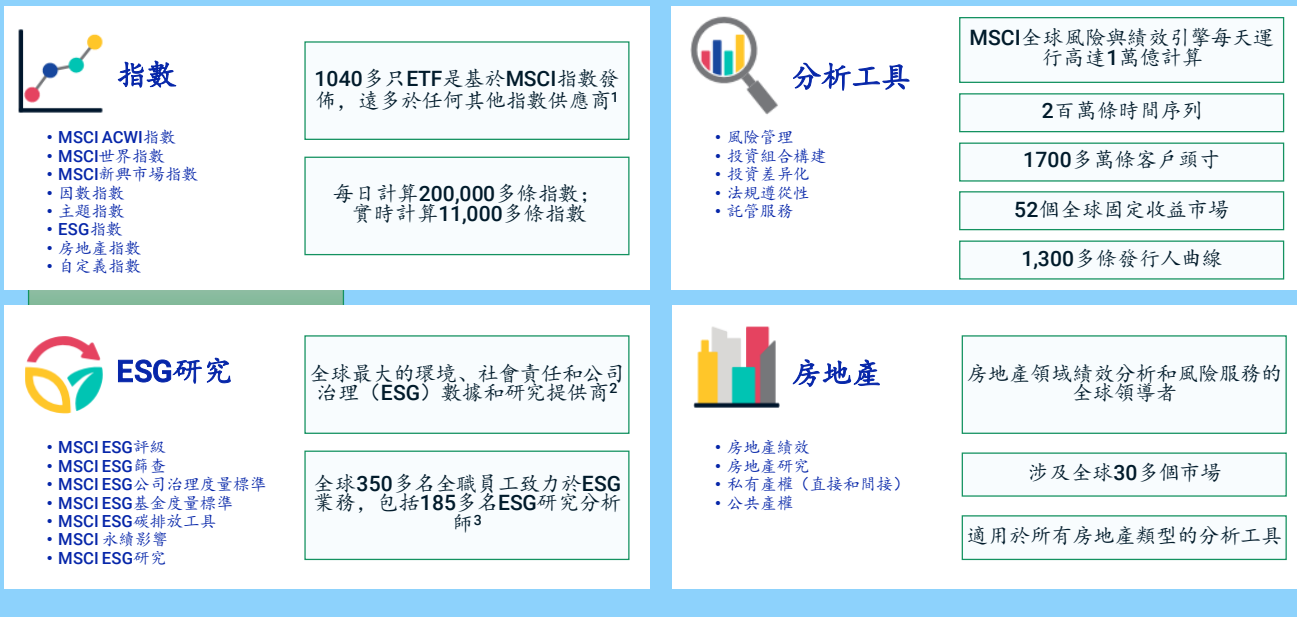 指數
1040多只ETF是基於MSCI指數發
佈，遠多於任何其他指數供應商1
• MSCI ACWI指數
• MSCI世界指數
• MSCI新興市場指數
• 因數指數
• 主題指數
• ESG指數
• 房地產指數
• 自定義指數
每日計算200,000多條指數；
實時計算11,000多條指數
分析工具
MSCI全球風險與績效引擎每天運
行高達1萬億計算
• 風險管理
• 投資組合構建
• 投資差异化
• 法規遵從性
• 託管服務
2百萬條時間序列
1700多萬條客戶頭寸
52個全球固定收益市場
1,300多條發行人曲線
ESG研究
全球最大的環境、社會責任和公司
治理（ESG）數據和研究提供商2
• MSCI ESG評級
• MSCI ESG篩查
• MSCI ESG公司治理度量標準
• MSCI ESG基金度量標準
• MSCI ESG碳排放工具
• MSCI 永續影響
• MSCI ESG研究
全球350多名全職員工致力於ESG
業務，包括185多名ESG研究分析
師3
房地產
房地產領域績效分析和風險服務的
全球領導者
• 房地產績效
• 房地產研究
• 私有產權（直接和間接）
• 公共產權
涉及全球30多個市場
適用於所有房地產類型的分析工具